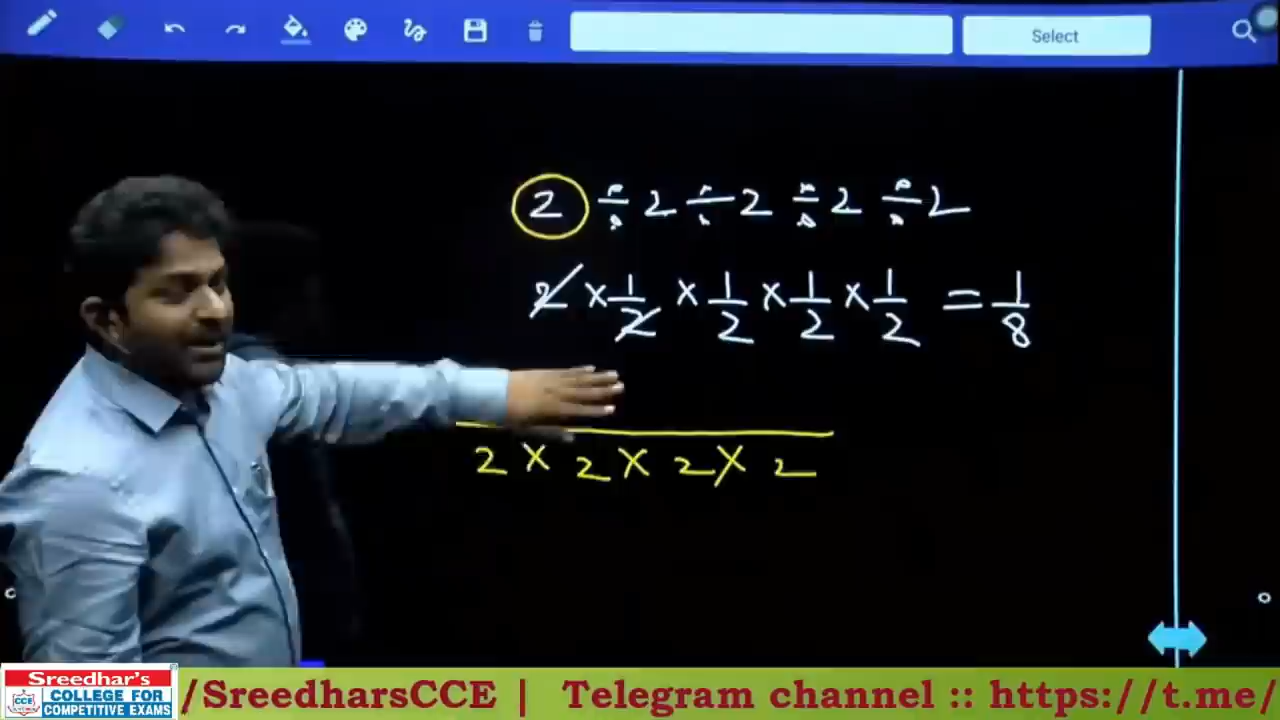 Select
2 ÷ 2 ÷ 2 ÷ 2 ÷ 2
2 × 1/2 × 1/2 × 1/2 × 1/2 = 1/8
2 × 2 × 2 × 2
Sreedhar's
CCE
COLLEGE FOR
COMPETITIVE EXAMS
/SreedharsCCE | Telegram channel :: https://t.me/